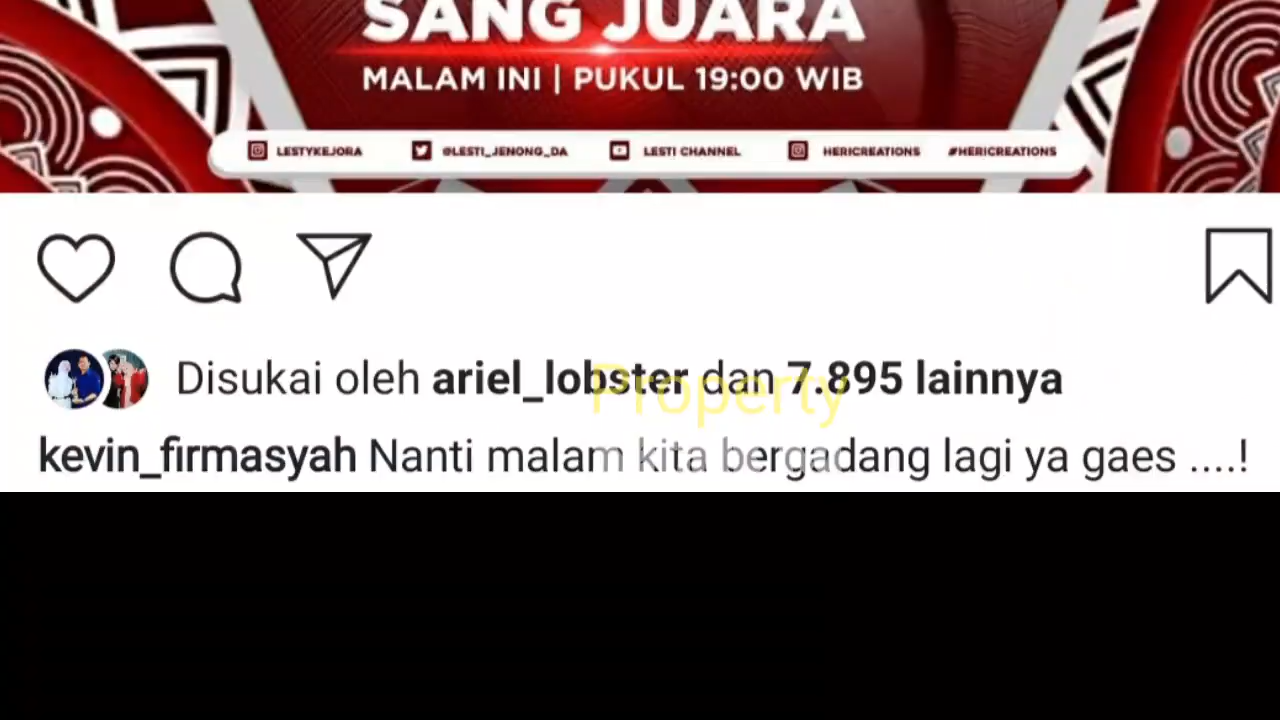 SANG JUARA
MALAM INI | PUKUL 19:00 WIB
LESTYKEJORA @LESTI_JENONG_DA LESTI CHANNEL HERICREATIONS #HERICREATIONS
Disukai oleh ariel_lobster dan 7.895 lainnya
Property
kevin_firmasyah Nanti malam kita bergadang lagi ya gaes ....!